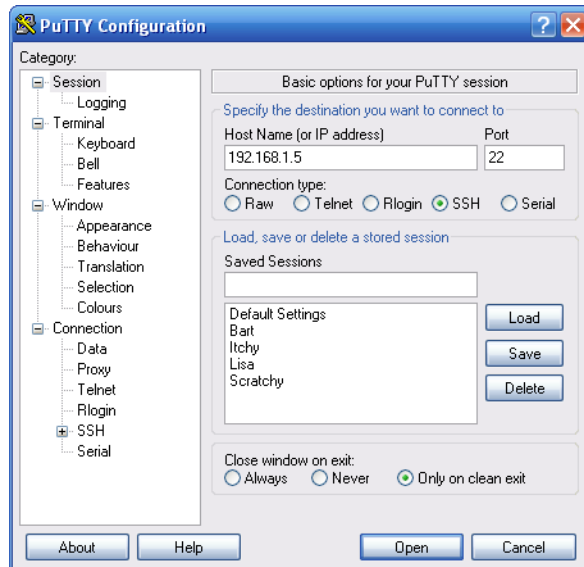 PuTTY Configuration
Category:
Session
Logging
Terminal
Keyboard
Bell
Features
Window
Appearance
Behaviour
Translation
Selection
Colours
Connection
Data
Proxy
Telnet
Rlogin
SSH
Serial
Basic options for your PuTTY session
Specify the destination you want to connect to
Host Name (or IP address) Port
192.168.1.5 22
Connection type:
Raw Telnet Rlogin SSH Serial
Load, save or delete a stored session
Saved Sessions
Default Settings
Bart
Itchy
Lisa
Scratchy
Load
Save
Delete
Close window on exit:
Always Never Only on clean exit
About Help Open Cancel